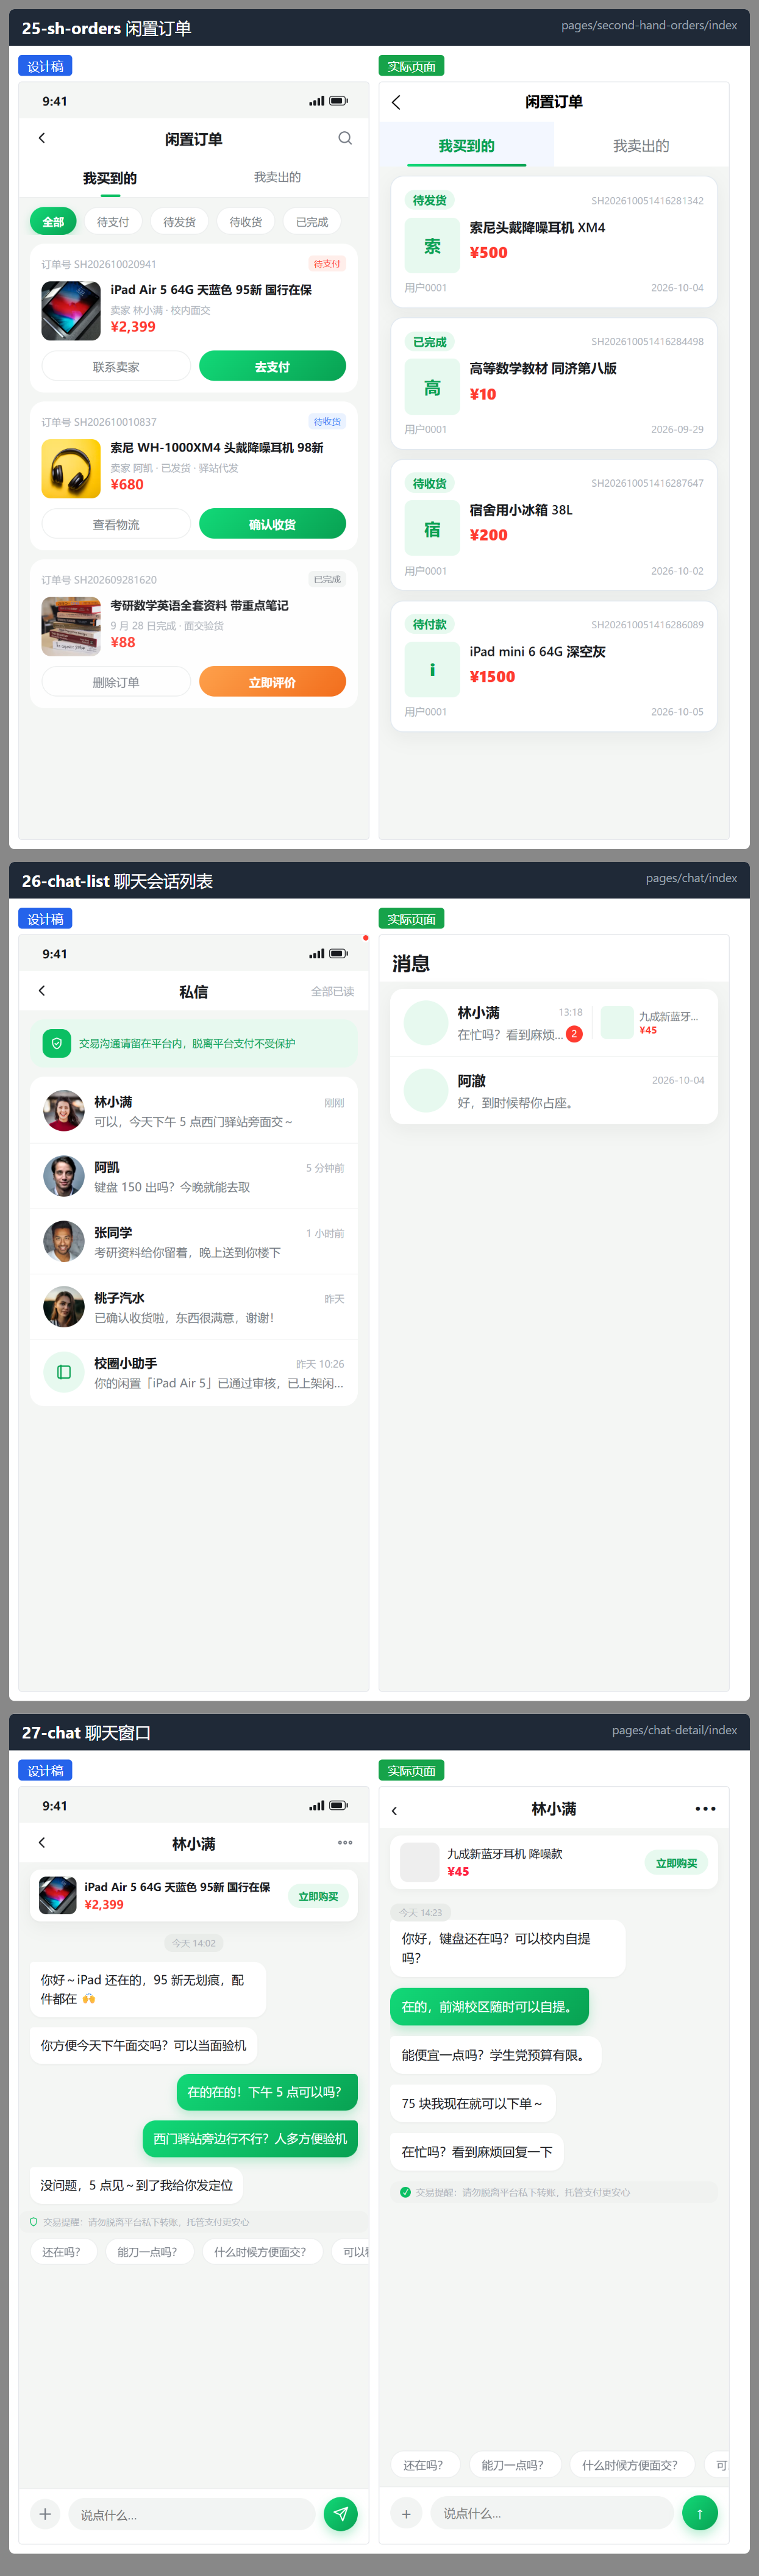 25-sh-orders 闲置订单
pages/second-hand-orders/index
设计稿
9:41
闲置订单
我买到的
我卖出的
全部
待支付
待发货
待收货
已完成
订单号 SH202610020941
待支付
iPad Air 5 64G 天蓝色 95新 国行在保
卖家 林小满 · 校内面交
¥2,399
联系卖家
去支付
订单号 SH202610010837
待收货
索尼 WH-1000XM4 头戴降噪耳机 98新
卖家 阿凯 · 已发货 · 驿站代发
¥680
查看物流
确认收货
订单号 SH202609281620
已完成
考研数学英语全套资料 带重点笔记
9 月 28 日完成 · 面交验货
¥88
删除订单
立即评价
实际页面
闲置订单
我买到的
我卖出的
待发货
SH202610051416281342
索
索尼头戴降噪耳机 XM4
¥500
用户0001
2026-10-04
已完成
SH202610051416284498
高
高等数学教材 同济第八版
¥10
用户0001
2026-09-29
待收货
SH202610051416287647
宿
宿舍用小冰箱 38L
¥200
用户0001
2026-10-02
待付款
SH202610051416286089
i
iPad mini 6 64G 深空灰
¥1500
用户0001
2026-10-05
26-chat-list 聊天会话列表
pages/chat/index
设计稿
9:41
私信
全部已读
交易沟通请留在平台内，脱离平台支付不受保护
林小满
刚刚
可以，今天下午 5 点西门驿站旁面交～
阿凯
5 分钟前
键盘 150 出吗？今晚就能去取
张同学
1 小时前
考研资料给你留着，晚上送到你楼下
桃子汽水
昨天
已确认收货啦，东西很满意，谢谢！
校圈小助手
昨天 10:26
你的闲置「iPad Air 5」已通过审核，已上架闲...
实际页面
消息
林小满
13:18
在忙吗？看到麻烦...
2
九成新蓝牙...
¥45
阿澈
2026-10-04
好，到时候帮你占座。
27-chat 聊天窗口
pages/chat-detail/index
设计稿
9:41
林小满
iPad Air 5 64G 天蓝色 95新 国行在保
¥2,399
立即购买
今天 14:02
你好～iPad 还在的，95 新无划痕，配
件都在 🙌
你方便今天下午面交吗？可以当面验机
在的在的！下午 5 点可以吗？
西门驿站旁边行不行？人多方便验机
没问题，5 点见～到了我给你发定位
交易提醒：请勿脱离平台私下转账，托管支付更安心
还在吗？
能刀一点吗？
什么时候方便面交？
可以
说点什么...
实际页面
林小满
九成新蓝牙耳机 降噪款
¥45
立即购买
今天 14:23
你好，键盘还在吗？可以校内自提
吗？
在的，前湖校区随时可以自提。
能便宜一点吗？学生党预算有限。
75 块我现在就可以下单～
在忙吗？看到麻烦回复一下
交易提醒：请勿脱离平台私下转账，托管支付更安心
还在吗？
能刀一点吗？
什么时候方便面交？
可
说点什么...